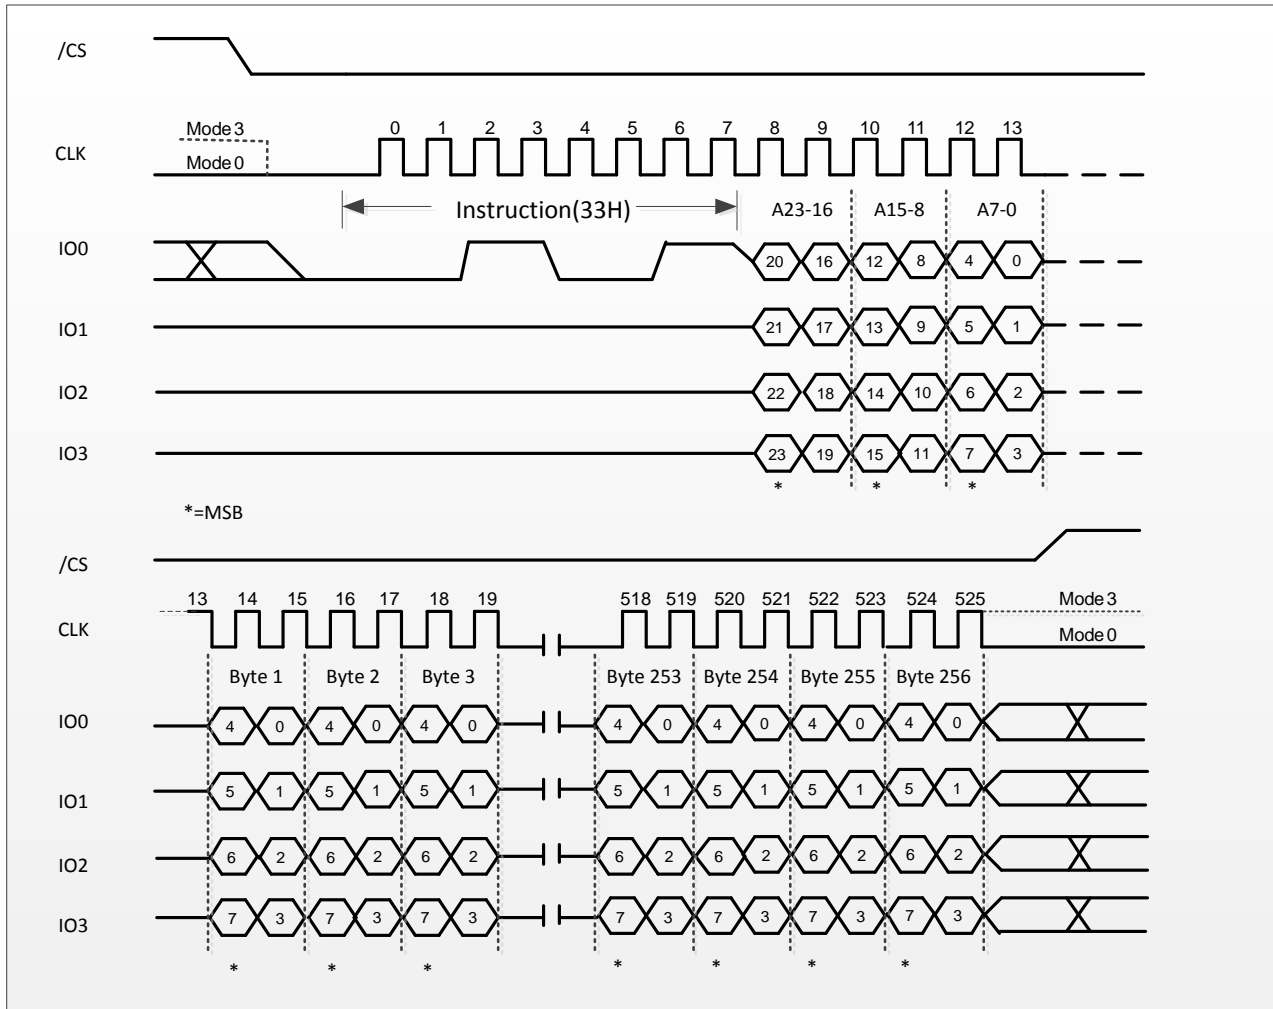 /CS
Mode 3
0 1 2 3 4 5 6 7 8 9 10 11 12 13
CLK
Mode 0
Instruction(33H) A23-16 A15-8 A7-0
IO0 20 16 12 8 4 0
IO1 21 17 13 9 5 1
IO2 22 18 14 10 6 2
IO3 23 19 15 11 7 3
* * *
*=MSB
/CS
13 14 15 16 17 18 19 518 519 520 521 522 523 524 525 Mode 3
CLK Mode 0
Byte 1 Byte 2 Byte 3 Byte 253 Byte 254 Byte 255 Byte 256
IO0 4 0 4 0 4 0 4 0 4 0 4 0 4 0
IO1 5 1 5 1 5 1 5 1 5 1 5 1 5 1
IO2 6 2 6 2 6 2 6 2 6 2 6 2 6 2
IO3 7 3 7 3 7 3 7 3 7 3 7 3 7 3
* * * * * * *